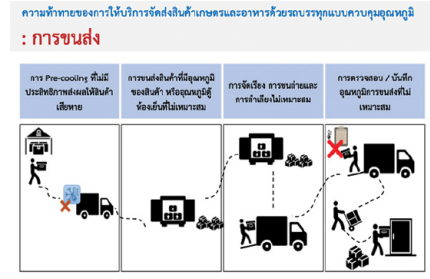 ความท้าทายของการให้บริการจัดส่งสินค้าเกษตรและอาหารด้วยรถบรรทุกแบบควบคุมอุณหภูมิ
: การขนส่ง
การ Pre-cooling ที่ไม่มี
ประสิทธิภาพส่งผลให้สินค้า
เสียหาย
การขนส่งสินค้าที่มีอุณหภูมิ
ของสินค้า หรืออุณหภูมิตู้
ห้องเย็นที่ไม่เหมาะสม
การจัดเรียง การขนถ่ายและ
การลำเลียงไม่เหมาะสม
การตรวจสอบ / บันทึก
อุณหภูมิการขนส่งที่ไม่
เหมาะสม